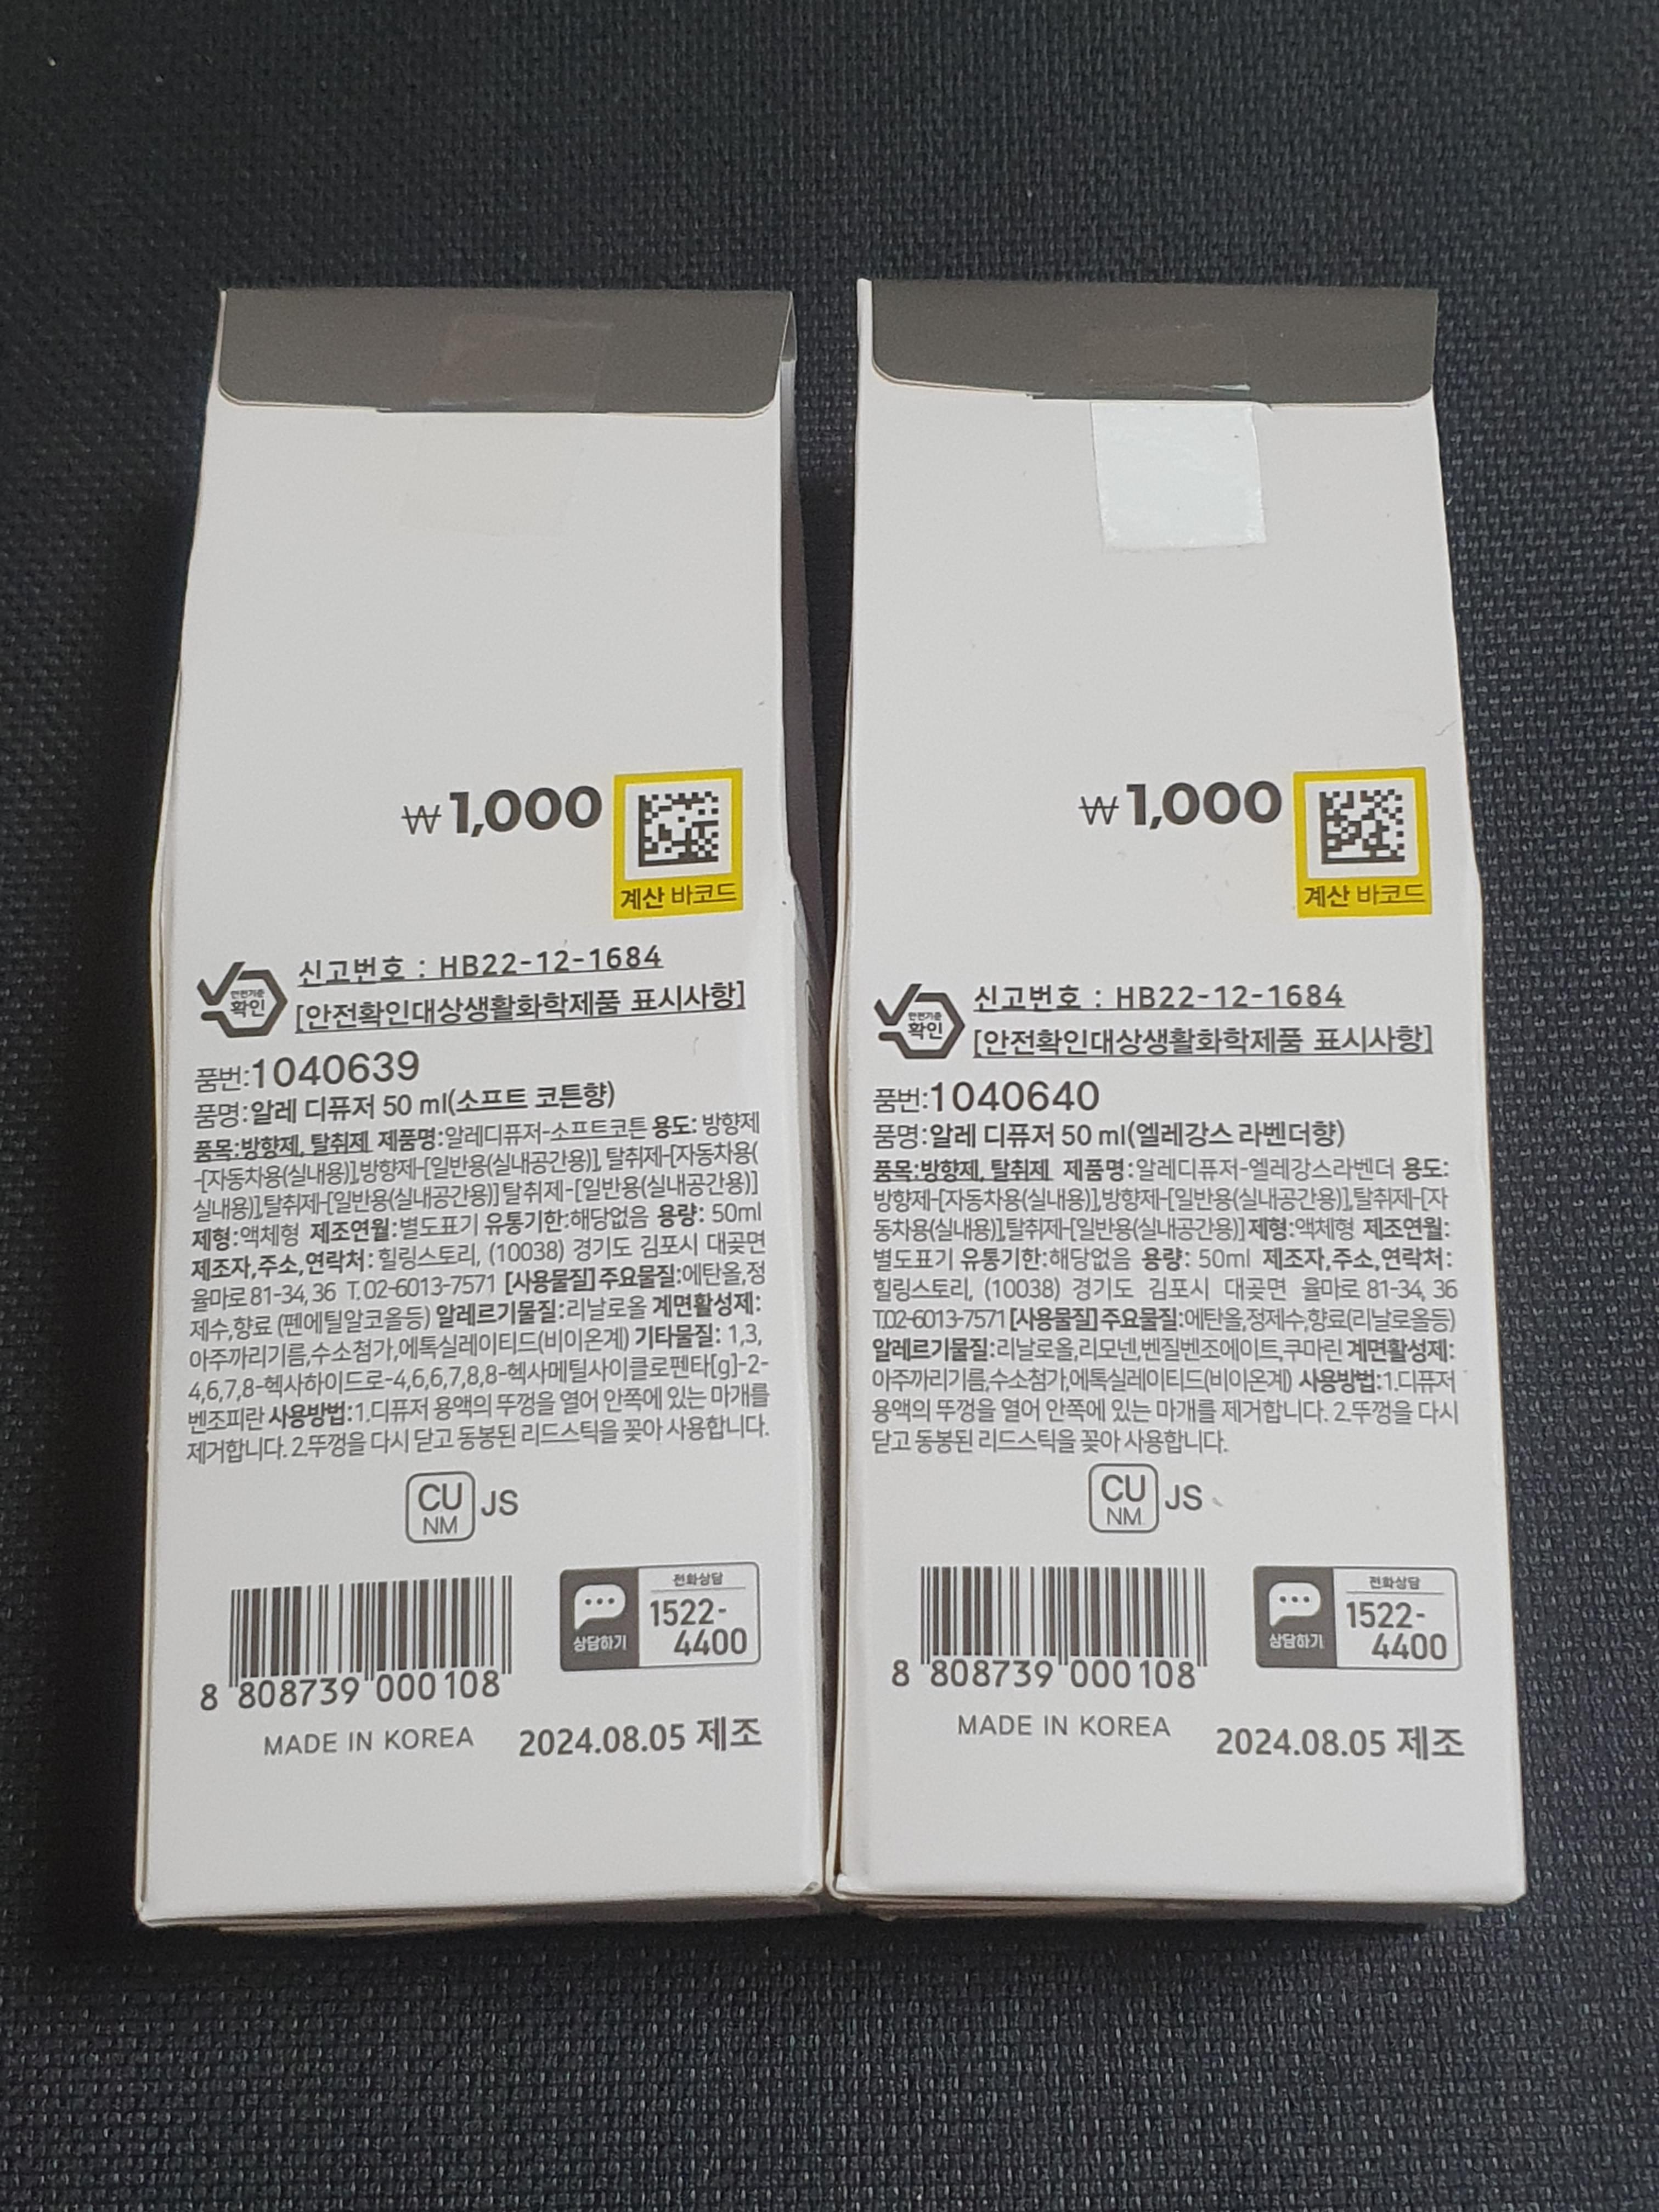 ₩1,000
계산 바코드
안전기준
확인
신고번호 : HB22-12-1684
[안전확인대상생활화학제품 표시사항]
품번:1040639
품명:알레 디퓨저 50 ml(소프트 코튼향)
품목:방향제, 탈취제 제품명:알레디퓨저-소프트코튼 용도: 방향제
-[자동차용(실내용)],방향제-[일반용(실내공간용)], 탈취제-[자동차용(
실내용)],탈취제-[일반용(실내공간용)] 탈취제-[일반용(실내공간용)]
제형:액체형 제조연월:별도표기 유통기한:해당없음 용량: 50ml
제조자,주소,연락처: 힐링스토리, (10038) 경기도 김포시 대곶면
율마로 81-34, 36 T.02-6013-7571 [사용물질] 주요물질:에탄올,정
제수,향료 (펜에틸알코올등) 알레르기물질:리날로올 계면활성제:
아주까리기름,수소첨가,에톡실레이티드(비이온계) 기타물질: 1,3,
4,6,7,8-헥사하이드로-4,6,6,7,8,8-헥사메틸사이클로펜타[g]-2-
벤조피란 사용방법:1.디퓨저 용액의 뚜껑을 열어 안쪽에 있는 마개를
제거합니다. 2.뚜껑을 다시 닫고 동봉된 리드스틱을 꽂아 사용합니다.
CU
NM
JS
상담하기
전화상담
1522-
4400
8 808739 000108
MADE IN KOREA
2024.08.05 제조
₩1,000
계산 바코드
안전기준
확인
신고번호 : HB22-12-1684
[안전확인대상생활화학제품 표시사항]
품번:1040640
품명:알레 디퓨저 50 ml(엘레강스 라벤더향)
품목:방향제, 탈취제 제품명:알레디퓨저-엘레강스라벤더 용도:
방향제-[자동차용(실내용)],방향제-[일반용(실내공간용)],탈취제-[자
동차용(실내용)],탈취제-[일반용(실내공간용)] 제형:액체형 제조연월:
별도표기 유통기한:해당없음 용량: 50ml 제조자,주소,연락처:
힐링스토리, (10038) 경기도 김포시 대곶면 율마로 81-34, 36
T.02-6013-7571 [사용물질] 주요물질:에탄올,정제수,향료(리날로올등)
알레르기물질:리날로올,리모넨,벤질벤조에이트,쿠마린 계면활성제:
아주까리기름,수소첨가,에톡실레이티드(비이온계) 사용방법:1.디퓨저
용액의 뚜껑을 열어 안쪽에 있는 마개를 제거합니다. 2.뚜껑을 다시
닫고 동봉된 리드스틱을 꽂아 사용합니다.
CU
NM
JS
상담하기
전화상담
1522-
4400
8 808739 000108
MADE IN KOREA
2024.08.05 제조